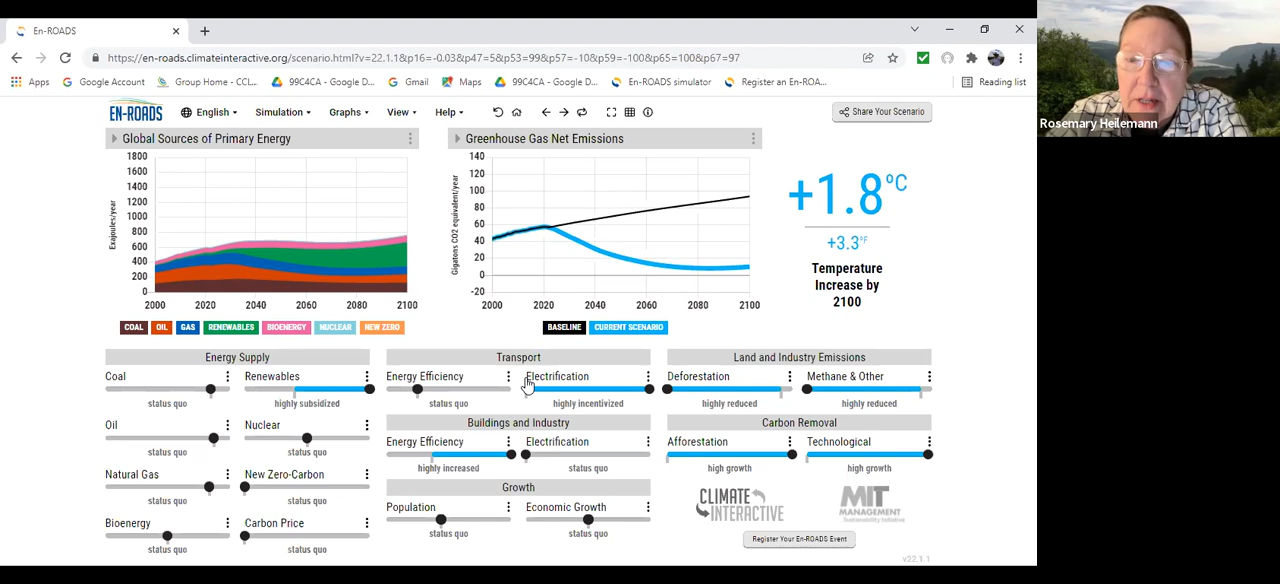 En-ROADS
https://en-roads.climateinteractive.org/scenario.html?v=22.1.1&p16=-0.03&p47=5&p53=99&p57=-10&p59=-100&p65=100&p67=97
Apps Google Account Group Home - CCL... 99C4CA - Google D... Gmail Maps 99C4CA - Google D... En-ROADS simulator Register an En-ROA... Reading list
Rosemary Heilemann
EN-ROADS English Simulation Graphs View Help Share Your Scenario
Global Sources of Primary Energy
Exajoules/year
1800
1600
1400
1200
1000
800
600
400
200
0
2000 2020 2040 2060 2080 2100
COAL OIL GAS RENEWABLES BIOENERGY NUCLEAR NEW ZERO
Greenhouse Gas Net Emissions
Gigatons CO2 equivalent/year
140
120
100
80
60
40
20
0
-20
2000 2020 2040 2060 2080 2100
BASELINE CURRENT SCENARIO
+1.8°C
+3.3°F
Temperature
Increase by
2100
Energy Supply
Coal
status quo
Renewables
highly subsidized
Oil
status quo
Nuclear
status quo
Natural Gas
status quo
New Zero-Carbon
status quo
Bioenergy
status quo
Carbon Price
status quo
Transport
Energy Efficiency
status quo
Electrification
highly incentivized
Buildings and Industry
Energy Efficiency
highly increased
Electrification
status quo
Growth
Population
status quo
Economic Growth
status quo
Land and Industry Emissions
Deforestation
highly reduced
Methane & Other
highly reduced
Carbon Removal
Afforestation
high growth
Technological
high growth
CLIMATE
INTERACTIVE
MIT
MANAGEMENT
Sustainability Initiative
Register Your En-ROADS Event
v22.1.1